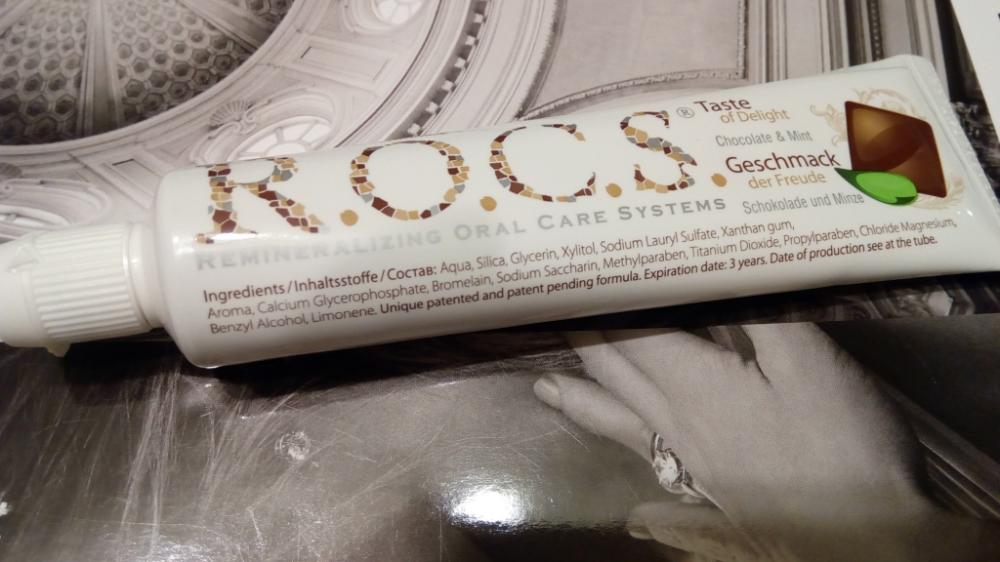 R.O.C.S.®
REMINERALIZING ORAL CARE SYSTEMS
Taste
of Delight
Chocolate & Mint
Geschmack
der Freude
Schokolade und Minze
Ingredients/Inhaltsstoffe/Состав: Aqua, Silica, Glycerin, Xylitol, Sodium Lauryl Sulfate, Xanthan gum,
Aroma, Calcium Glycerophosphate, Bromelain, Sodium Saccharin, Methylparaben, Titanium Dioxide, Propylparaben, Chloride Magnesium,
Benzyl Alcohol, Limonene. Unique patented and patent pending formula. Expiration date: 3 years. Date of production see at the tube.